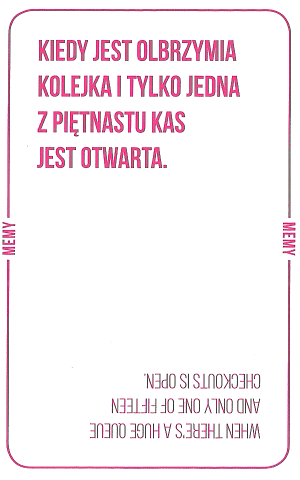 KIEDY JEST OLBRZYMIA
KOLEJKA I TYLKO JEDNA
Z PIĘTNASTU KAS
JEST OTWARTA.
MEMY
MEMY
WHEN THERE'S A HUGE QUEUE
AND ONLY ONE OF FIFTEEN
CHECKOUTS IS OPEN.